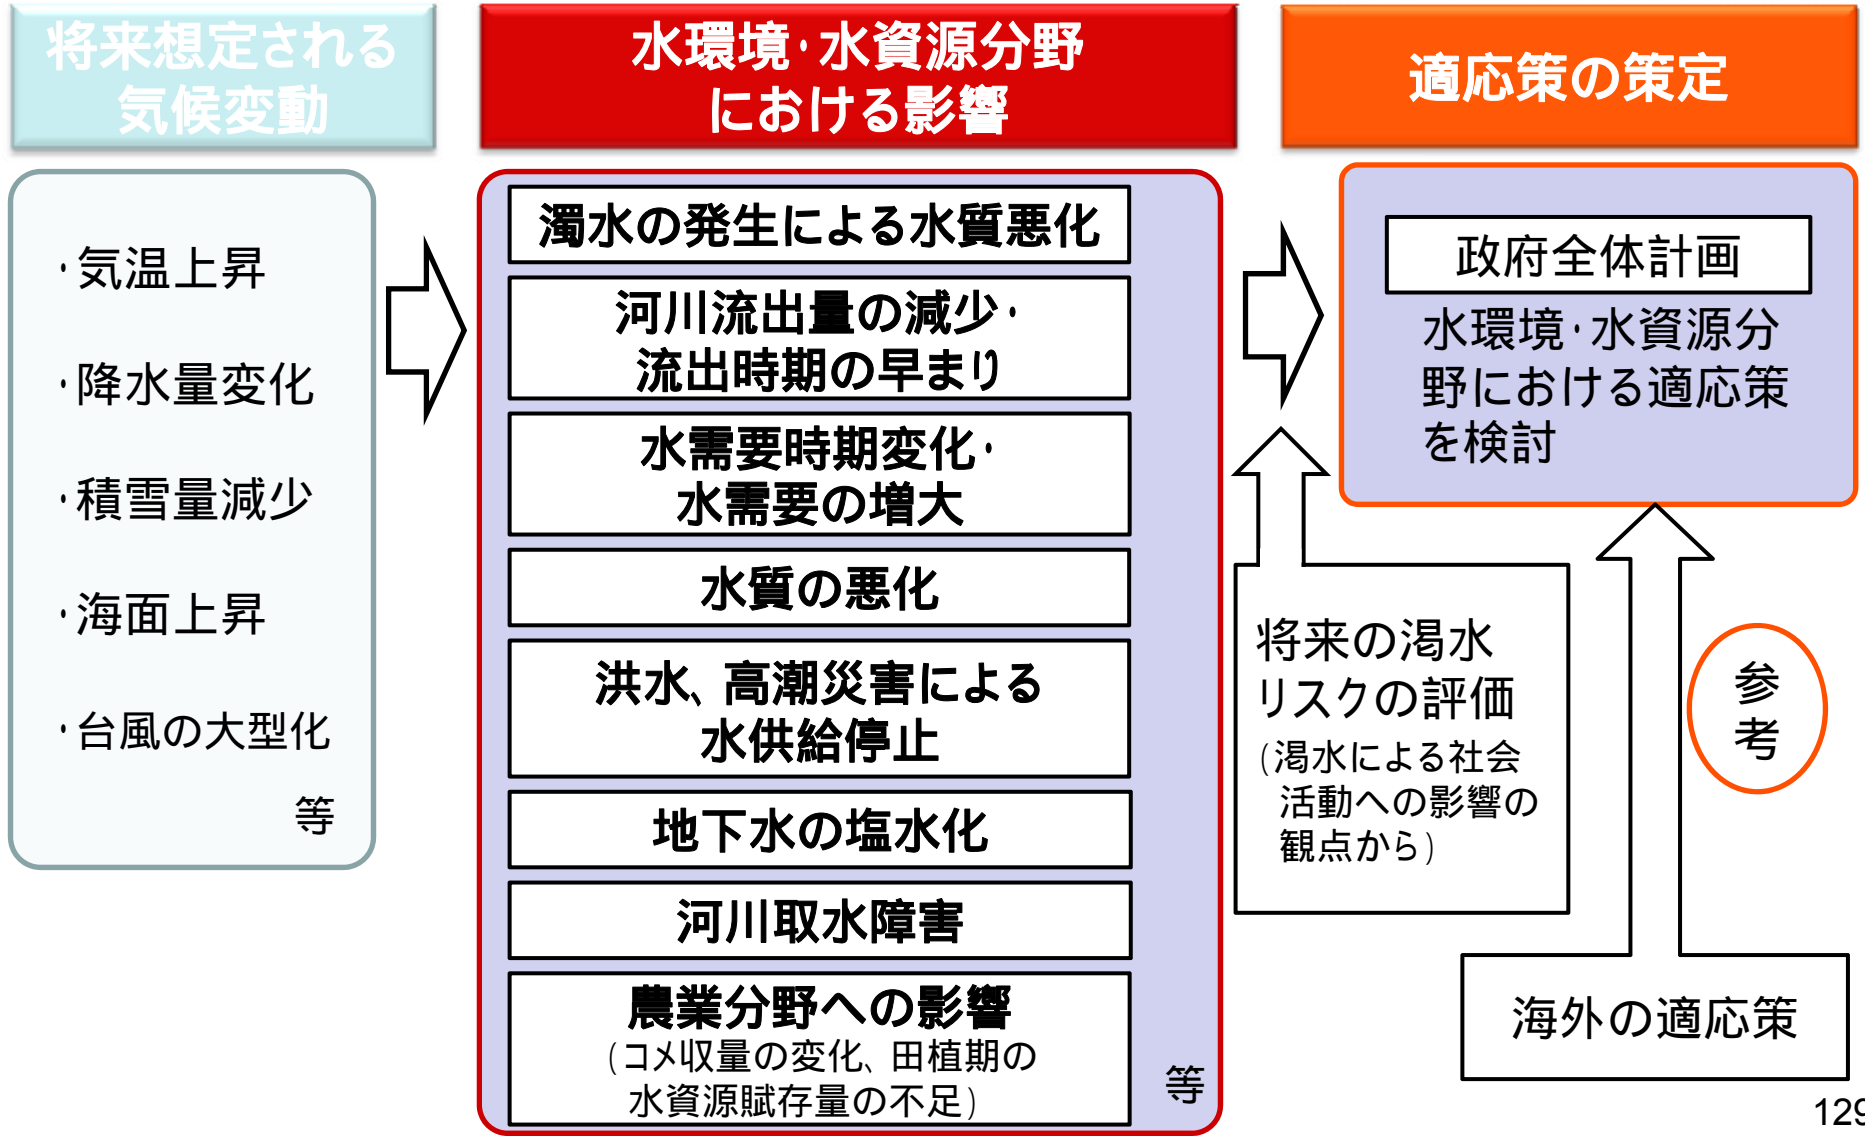 将来想定される
気候変動
水環境・水資源分野
における影響
適応策の策定
・気温上昇
・降水量変化
・積雪量減少
・海面上昇
・台風の大型化
等
濁水の発生による水質悪化
河川流出量の減少・
流出時期の早まり
水需要時期変化・
水需要の増大
水質の悪化
洪水、高潮災害による
水供給停止
地下水の塩水化
河川取水障害
農業分野への影響
(コメ収量の変化、田植期の
水資源賦存量の不足)
等
政府全体計画
水環境・水資源分
野における適応策
を検討
将来の渇水
リスクの評価
(渇水による社会
活動への影響の
観点から)
参
考
海外の適応策
129